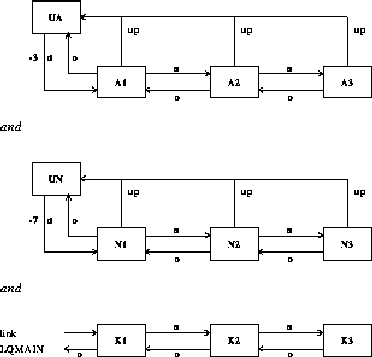 UA
up up up
-3 d o
n n
A1 A2 A3
o o
and
UN
up up up
-7 d o
n n
N1 N2 N3
o o
and
link n n
K1 K2 K3
QMAIN o o o